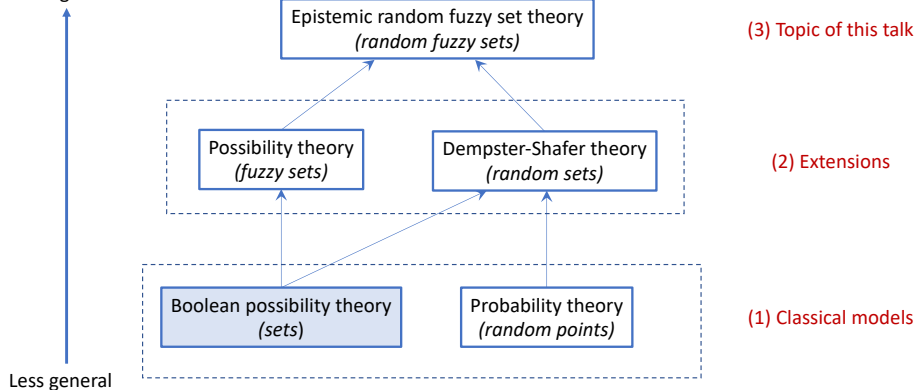 Epistemic random fuzzy set theory
(random fuzzy sets)
(3) Topic of this talk
Possibility theory
(fuzzy sets)
Dempster-Shafer theory
(random sets)
(2) Extensions
Boolean possibility theory
(sets)
Probability theory
(random points)
(1) Classical models
Less general